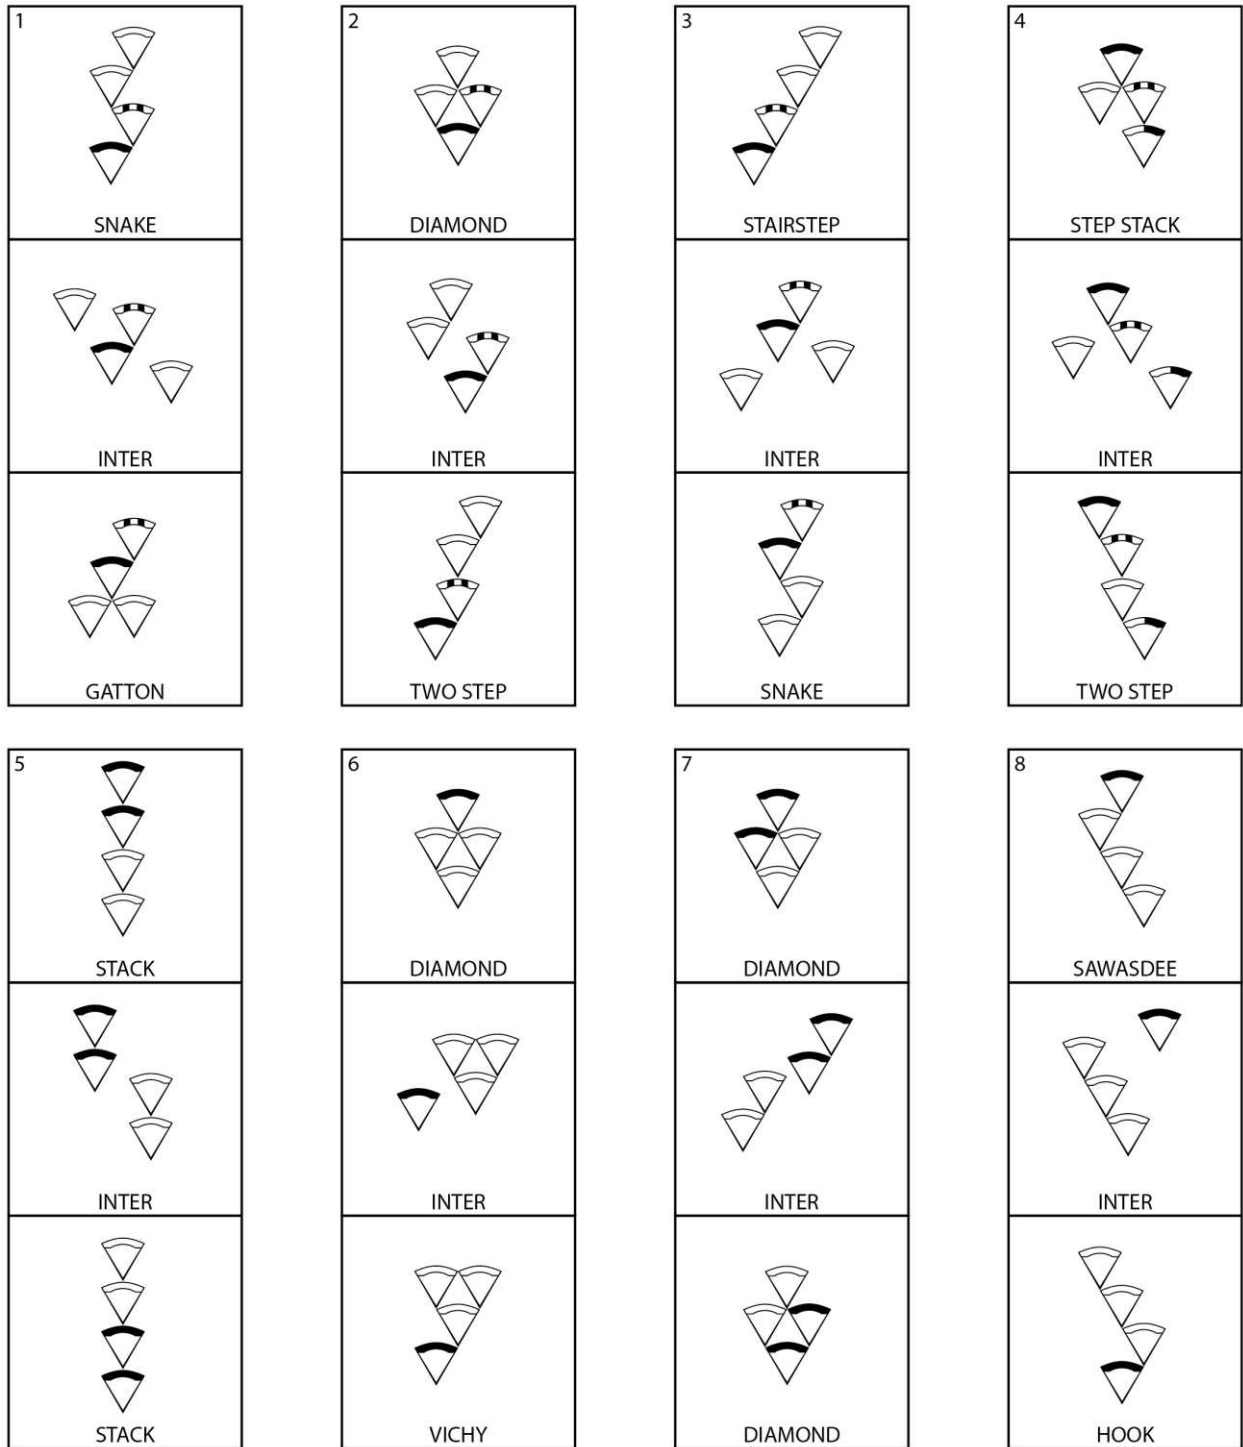 1
SNAKE
INTER
GATTON
2
DIAMOND
INTER
TWO STEP
3
STAIRSTEP
INTER
SNAKE
4
STEP STACK
INTER
TWO STEP
5
STACK
INTER
STACK
6
DIAMOND
INTER
VICHY
7
DIAMOND
INTER
DIAMOND
8
SAWASDEE
INTER
HOOK